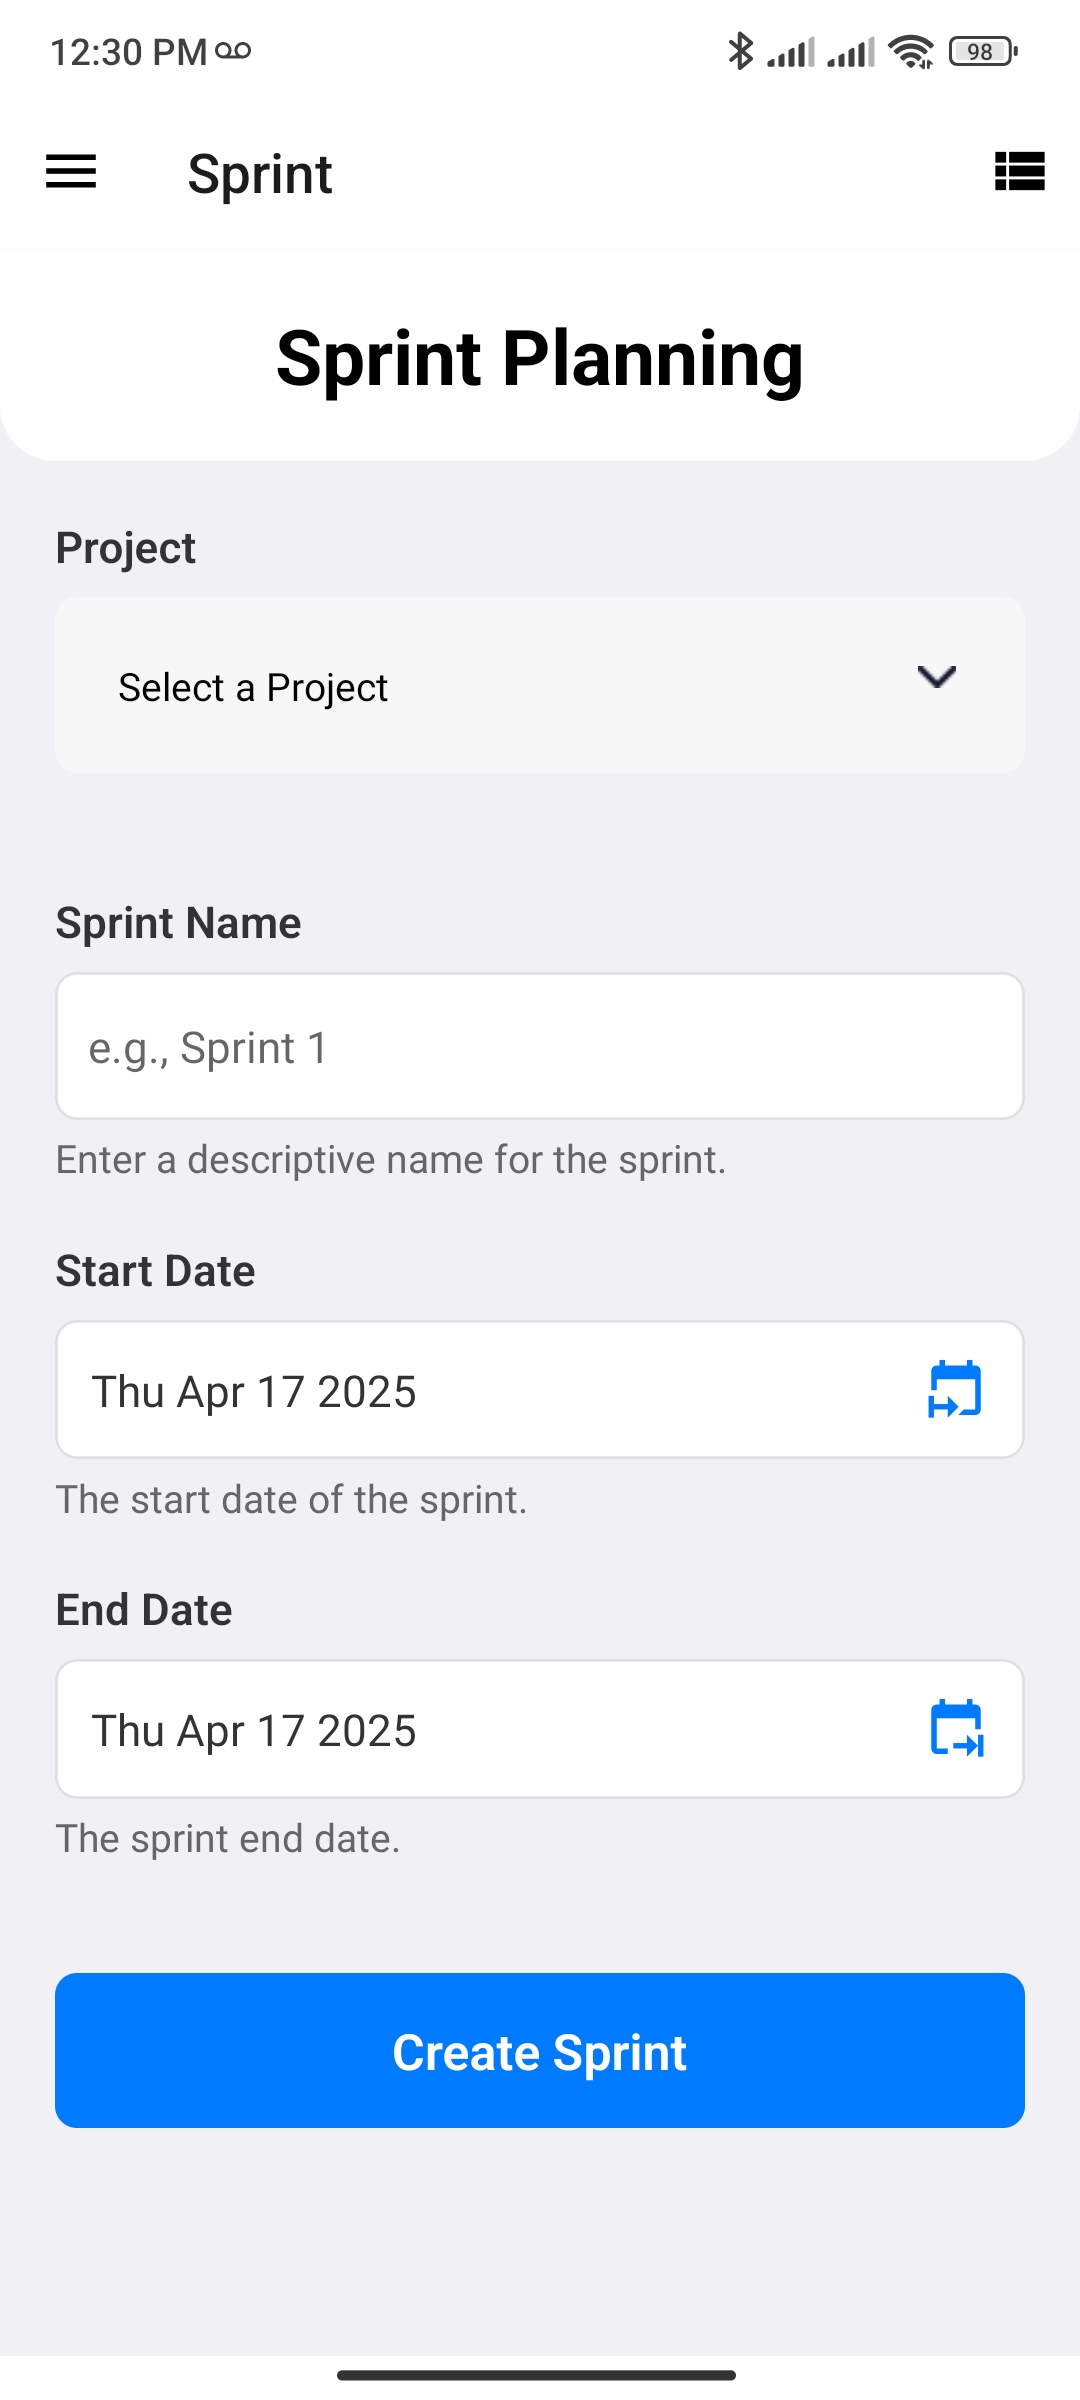 12:30 PM
98
Sprint
Sprint Planning
Project
Select a Project
Sprint Name
e.g., Sprint 1
Enter a descriptive name for the sprint.
Start Date
Thu Apr 17 2025
The start date of the sprint.
End Date
Thu Apr 17 2025
The sprint end date.
Create Sprint